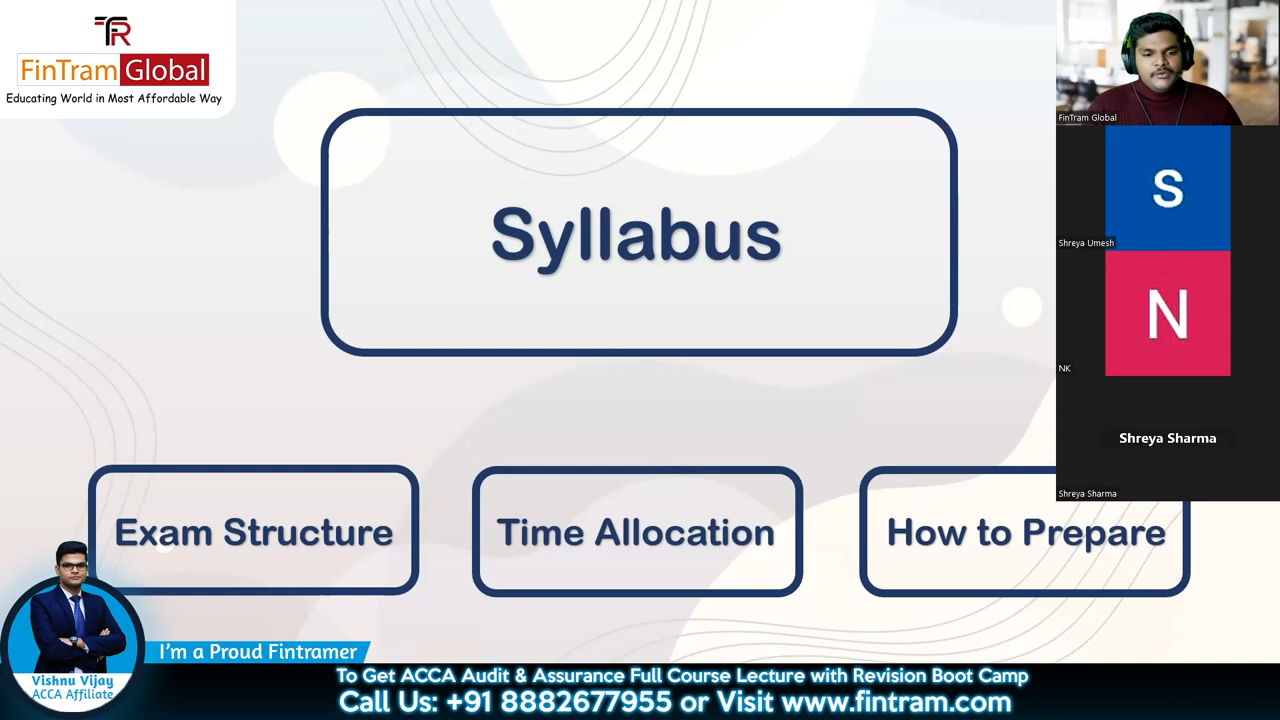 TR
FinTram Global
Educating World in Most Affordable Way
Syllabus
Exam Structure
Time Allocation
How to Prepare
FinTram Global
S
Shreya Umesh
N
NK
Shreya Sharma
Shreya Sharma
I'm a Proud Fintramer
Vishnu Vijay
ACCA Affiliate
To Get ACCA Audit & Assurance Full Course Lecture with Revision Boot Camp
Call Us: +91 8882677955 or Visit www.fintram.com